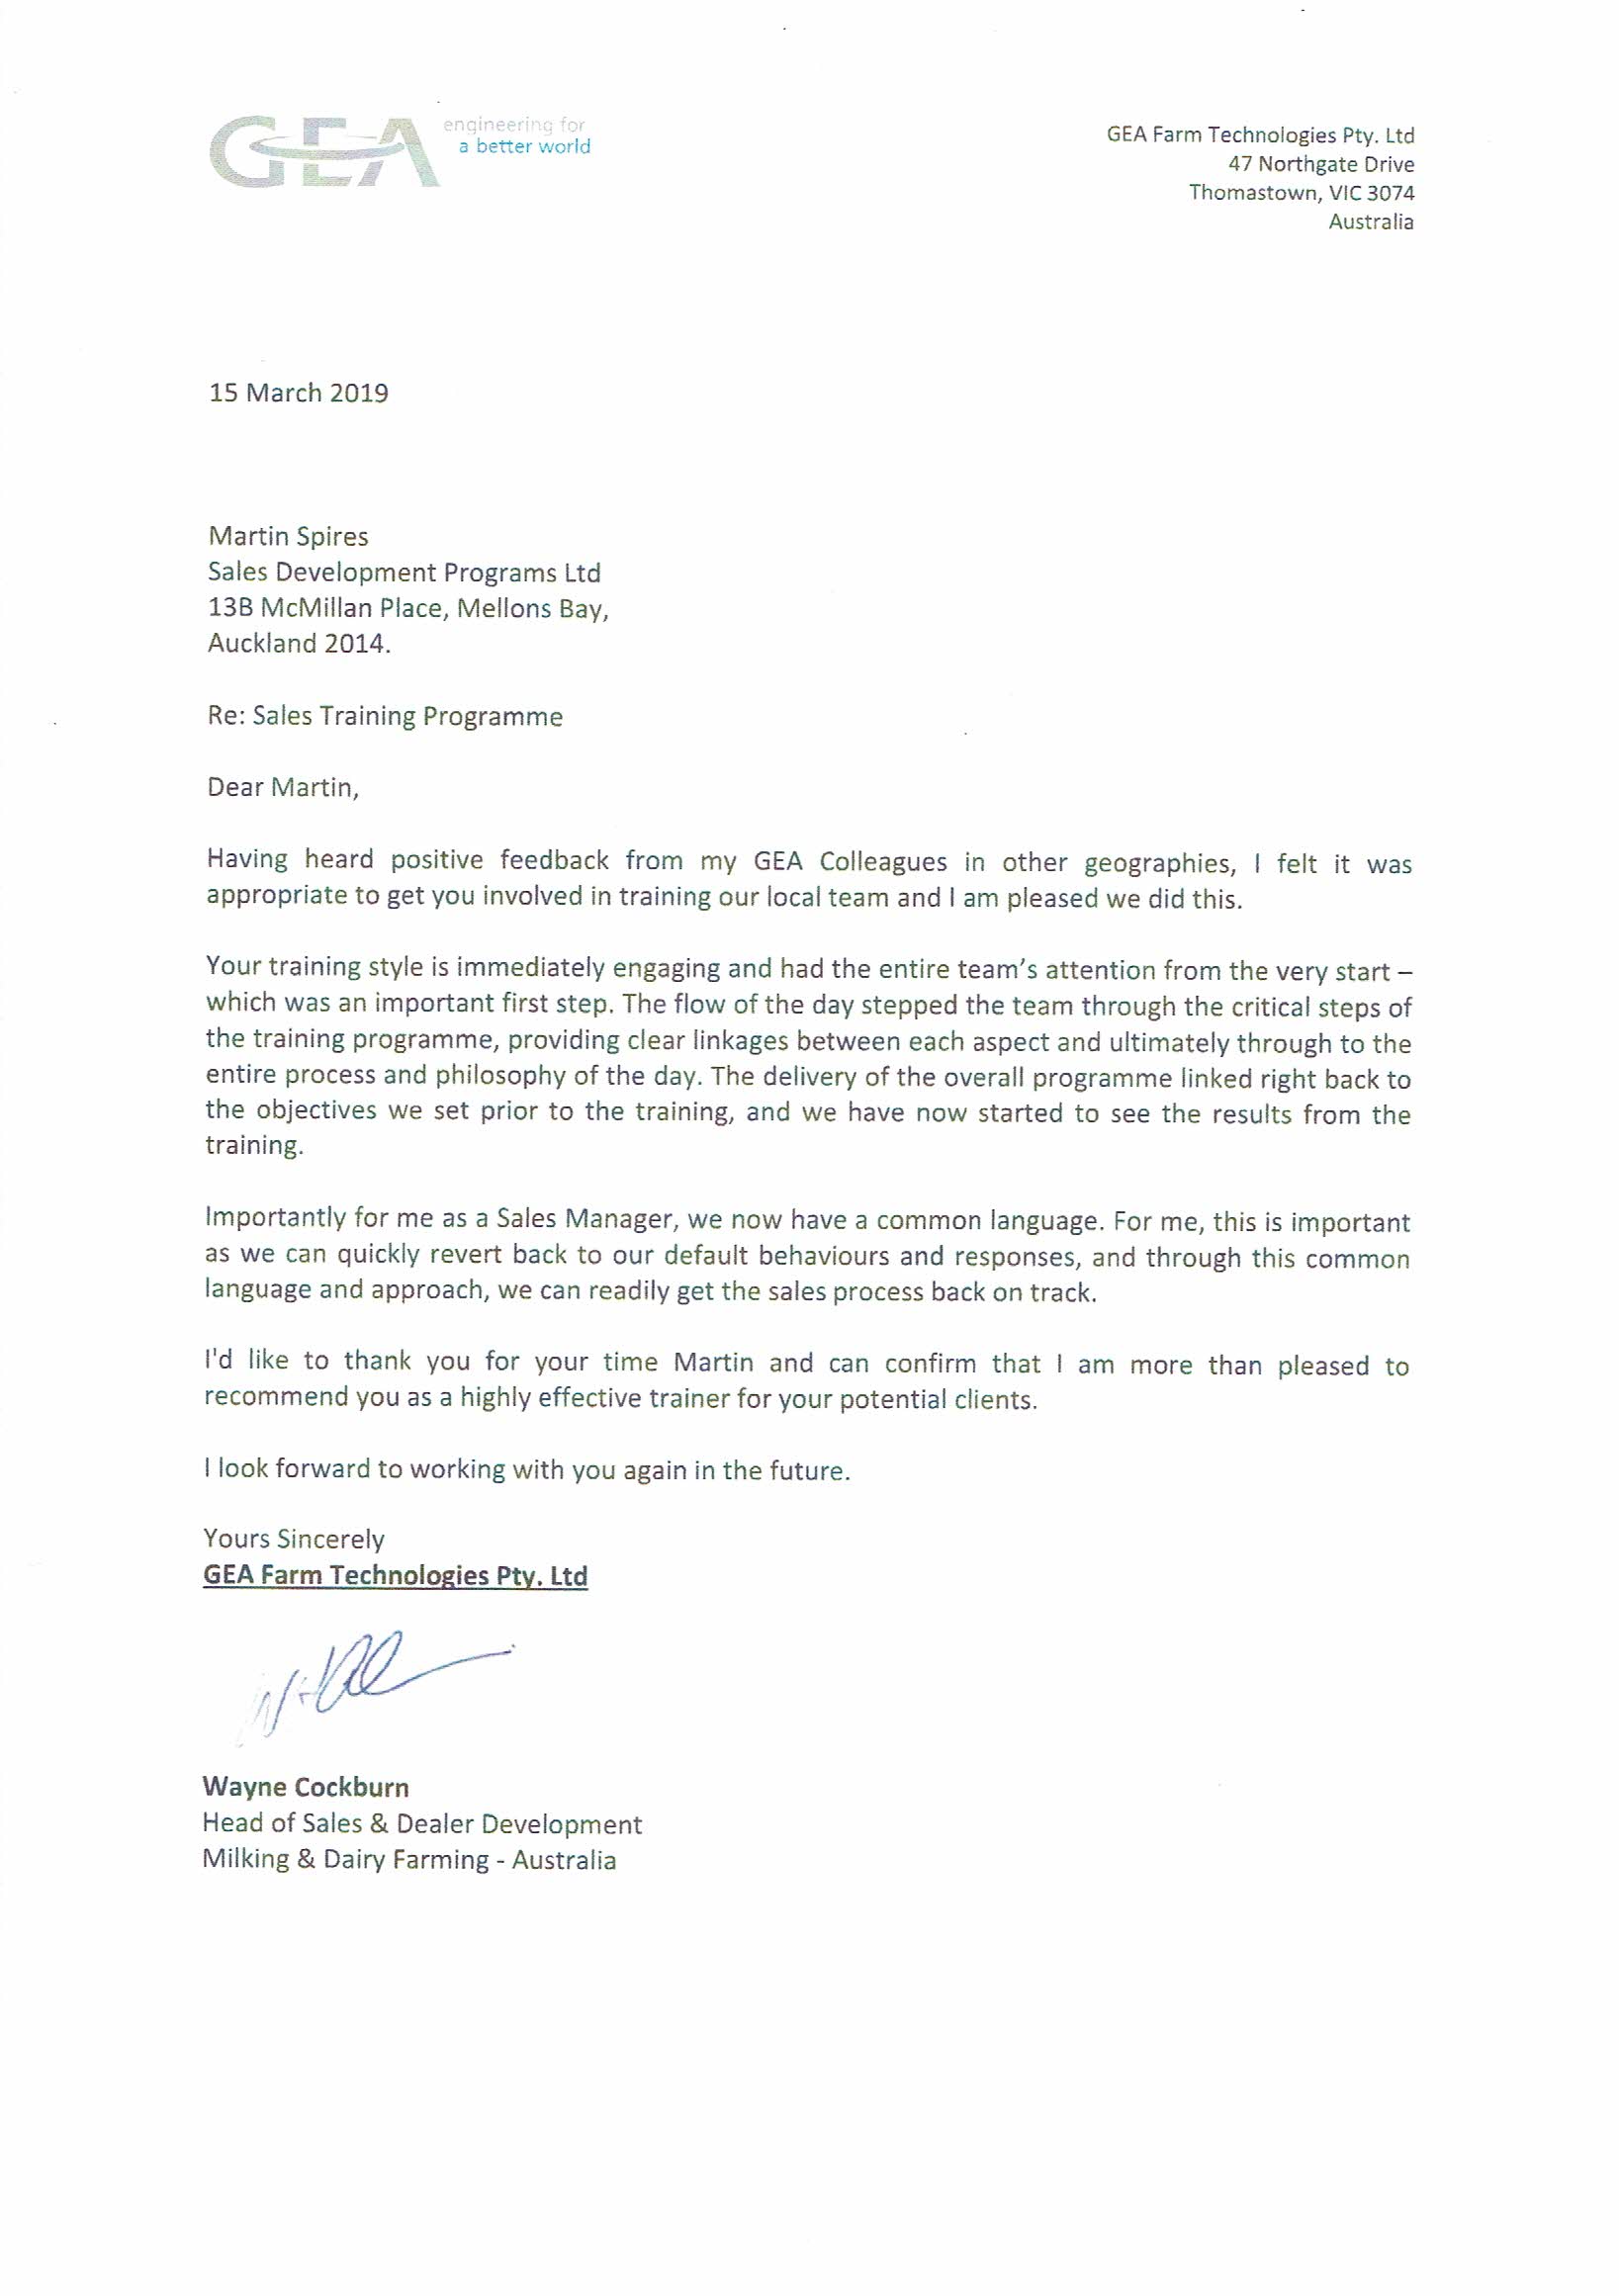 GEA
engineering for
a better world
GEA Farm Technologies Pty. Ltd
47 Northgate Drive
Thomastown, VIC 3074
Australia
15 March 2019
Martin Spires
Sales Development Programs Ltd
13B McMillan Place, Mellons Bay,
Auckland 2014.
Re: Sales Training Programme
Dear Martin,
Having heard positive feedback from my GEA Colleagues in other geographies, I felt it was
appropriate to get you involved in training our local team and I am pleased we did this.
Your training style is immediately engaging and had the entire team's attention from the very start –
which was an important first step. The flow of the day stepped the team through the critical steps of
the training programme, providing clear linkages between each aspect and ultimately through to the
entire process and philosophy of the day. The delivery of the overall programme linked right back to
the objectives we set prior to the training, and we have now started to see the results from the
training.
Importantly for me as a Sales Manager, we now have a common language. For me, this is important
as we can quickly revert back to our default behaviours and responses, and through this common
language and approach, we can readily get the sales process back on track.
I'd like to thank you for your time Martin and can confirm that I am more than pleased to
recommend you as a highly effective trainer for your potential clients.
I look forward to working with you again in the future.
Yours Sincerely
GEA Farm Technologies Pty. Ltd
Wayne Cockburn
Head of Sales & Dealer Development
Milking & Dairy Farming - Australia